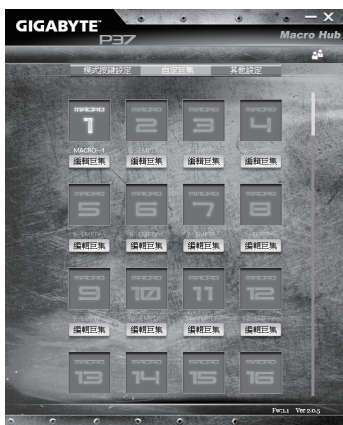 GIGABYTE™
P37
Macro Hub
模式按鍵設定 自定巨集 其他設定
MACRO 1 MACRO 2 MACRO 3 MACRO 4
MACRO-1
編輯巨集 編輯巨集 編輯巨集 編輯巨集
MACRO 5 MACRO 6 MACRO 7 MACRO 8
編輯巨集 編輯巨集 編輯巨集 編輯巨集
MACRO 9 MACRO 10 MACRO 11 MACRO 12
編輯巨集 編輯巨集 編輯巨集 編輯巨集
MACRO 13 MACRO 14 MACRO 15 MACRO 16
Fw:1.1 Ver 2.0.5